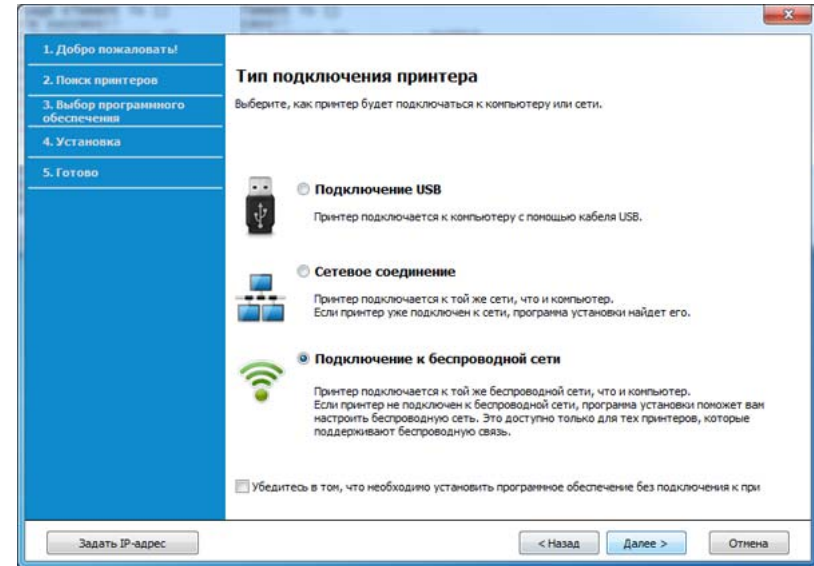 1. Добро пожаловать!
2. Поиск принтеров
3. Выбор программного
обеспечения
4. Установка
5. Готово
Тип подключения принтера
Выберите, как принтер будет подключаться к компьютеру или сети.
Подключение USB
Принтер подключается к компьютеру с помощью кабеля USB.
Сетевое соединение
Принтер подключается к той же сети, что и компьютер.
Если принтер уже подключен к сети, программа установки найдет его.
Подключение к беспроводной сети
Принтер подключается к той же беспроводной сети, что и компьютер.
Если принтер не подключен к беспроводной сети, программа установки поможет вам
настроить беспроводную сеть. Это доступно только для тех принтеров, которые
поддерживают беспроводную связь.
Убедитесь в том, что необходимо установить программное обеспечение без подключения к при
Задать IP-адрес
< Назад
Далее >
Отмена